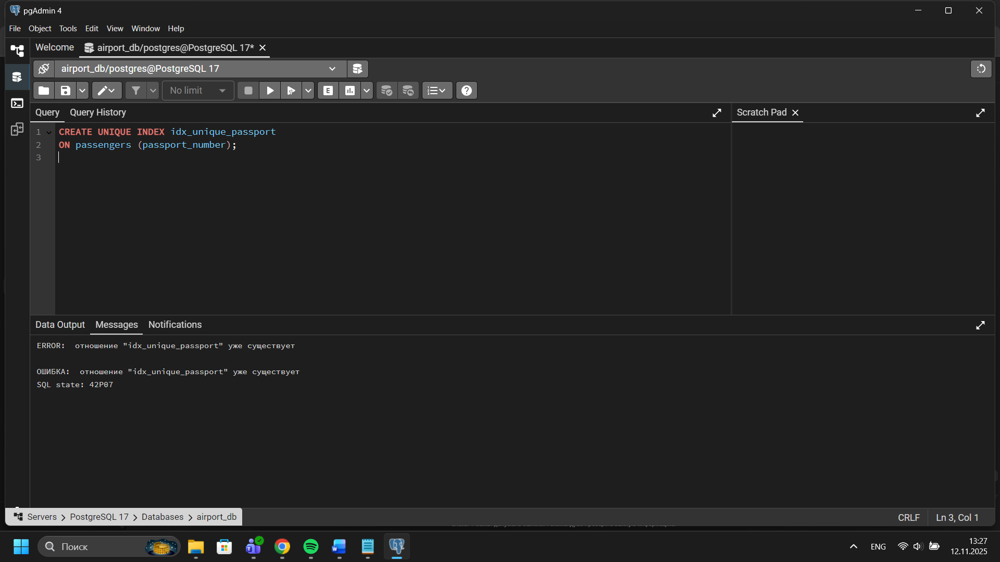 pgAdmin 4
File Object Tools Edit View Window Help
Welcome airport_db/postgres@PostgreSQL 17*
airport_db/postgres@PostgreSQL 17
No limit
E
Query Query History
Scratch Pad
1 CREATE UNIQUE INDEX idx_unique_passport
2 ON passengers (passport_number);
3
Data Output Messages Notifications
ERROR: отношение "idx_unique_passport" уже существует
ОШИБКА: отношение "idx_unique_passport" уже существует
SQL state: 42P07
Servers > PostgreSQL 17 > Databases > airport_db
CRLF Ln 3, Col 1
Поиск
ENG
13:27
12.11.2025